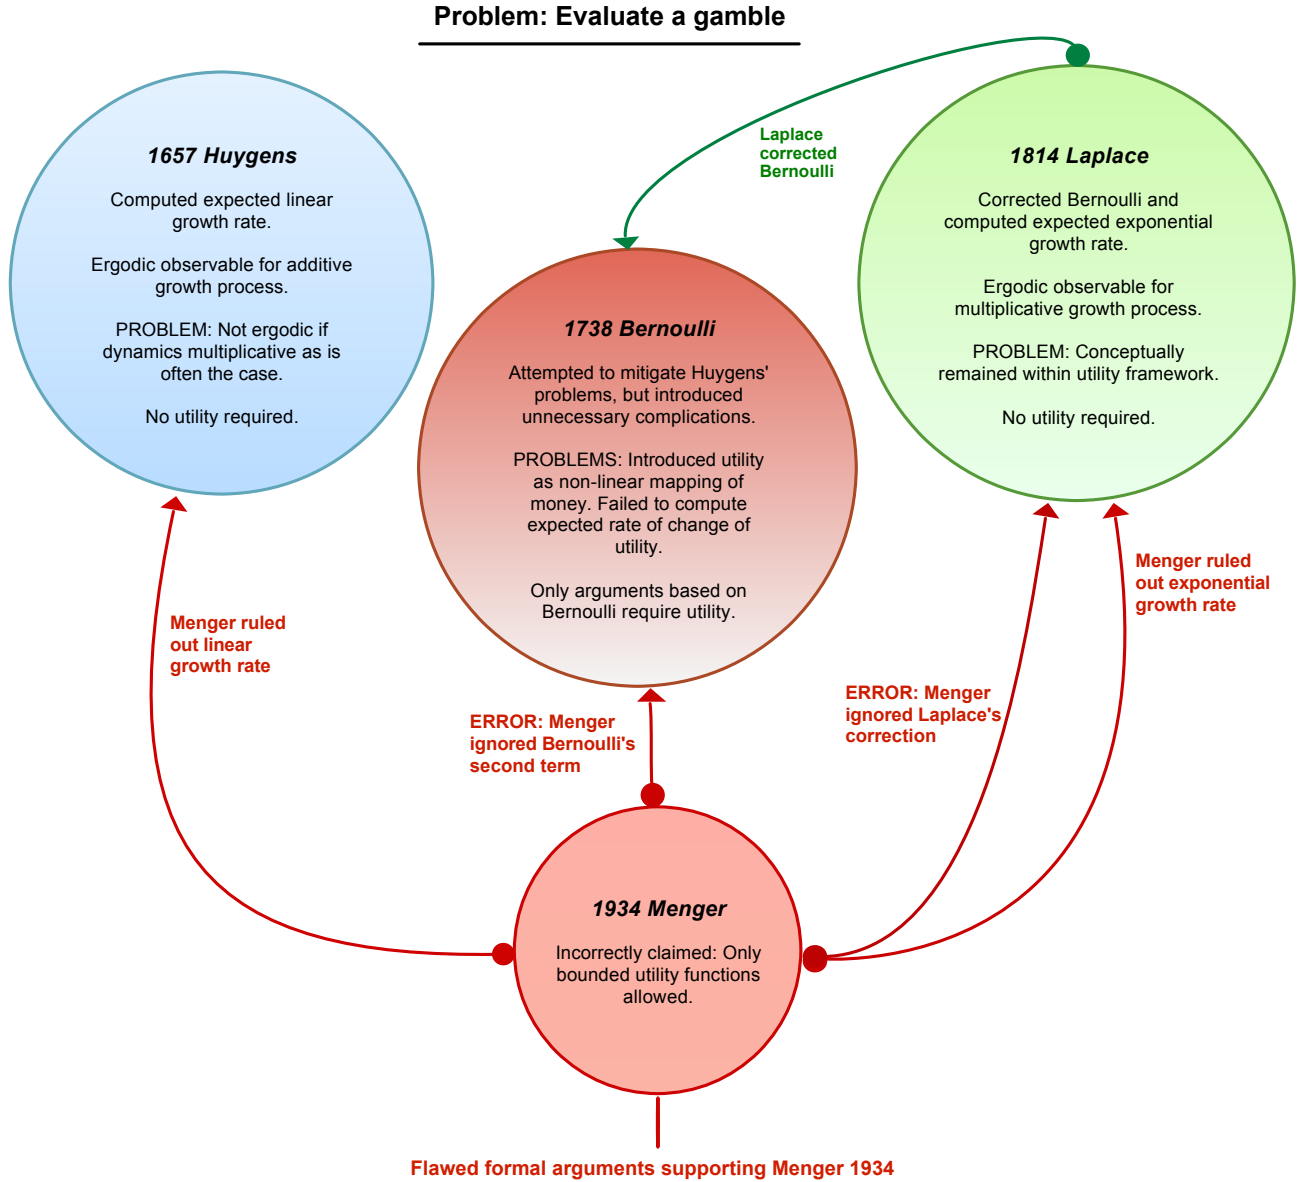 Problem: Evaluate a gamble
1657 Huygens
Computed expected linear
growth rate.
Ergodic observable for additive
growth process.
PROBLEM: Not ergodic if
dynamics multiplicative as is
often the case.
No utility required.
Laplace
corrected
Bernoulli
1814 Laplace
Corrected Bernoulli and
computed expected exponential
growth rate.
Ergodic observable for
multiplicative growth process.
PROBLEM: Conceptually
remained within utility framework.
No utility required.
1738 Bernoulli
Attempted to mitigate Huygens'
problems, but introduced
unnecessary complications.
PROBLEMS: Introduced utility
as non-linear mapping of
money. Failed to compute
expected rate of change of
utility.
Only arguments based on
Bernoulli require utility.
Menger ruled
out linear
growth rate
ERROR: Menger
ignored Bernoulli's
second term
ERROR: Menger
ignored Laplace's
correction
Menger ruled
out exponential
growth rate
1934 Menger
Incorrectly claimed: Only
bounded utility functions
allowed.
Flawed formal arguments supporting Menger 1934